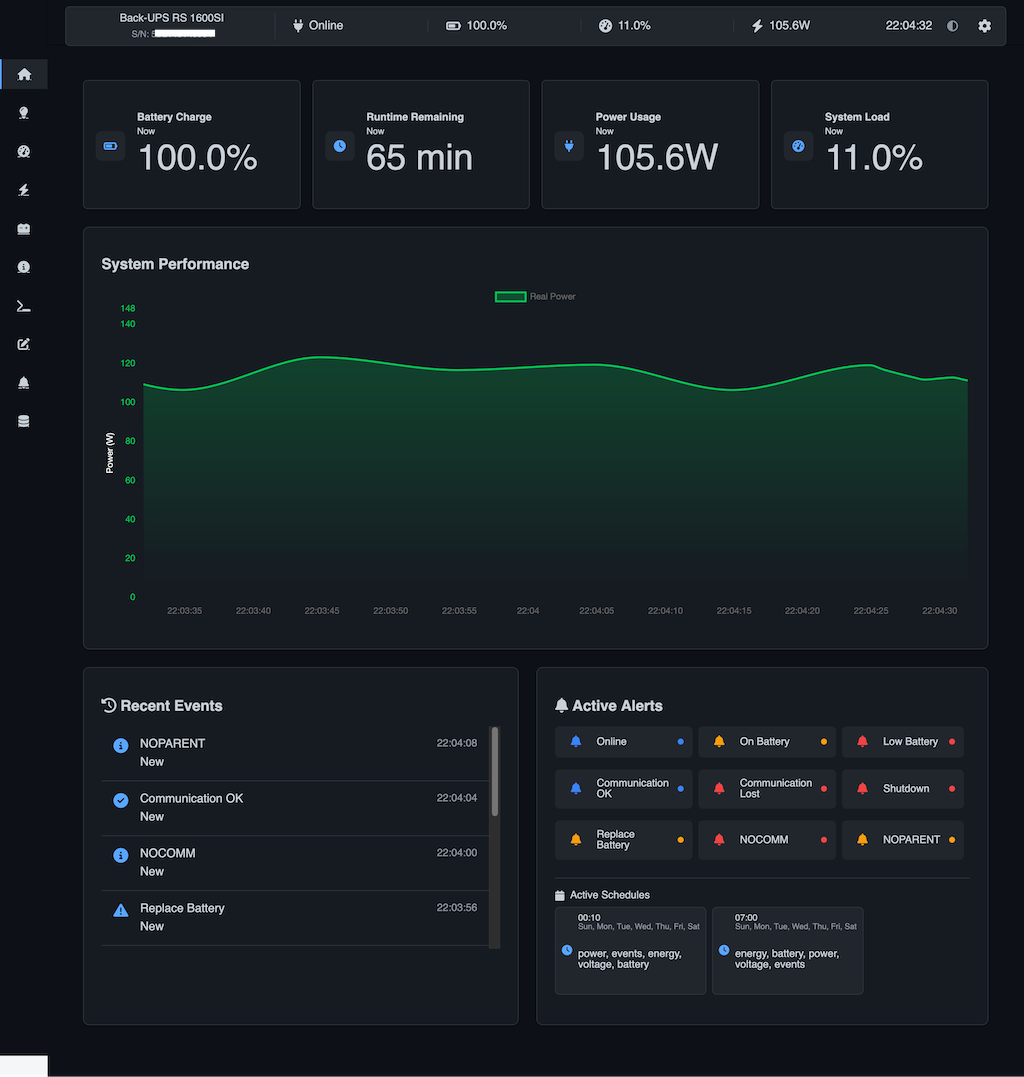 Back-UPS RS 1600SI
S/N: 5
Online
100.0%
11.0%
105.6W
22:04:32
Battery Charge
Now
100.0%
Runtime Remaining
Now
65 min
Power Usage
Now
105.6W
System Load
Now
11.0%
System Performance
Real Power
148
140
120
100
80
60
40
20
0
Power (W)
22:03:35 22:03:40 22:03:45 22:03:50 22:03:55 22:04 22:04:05 22:04:10 22:04:15 22:04:20 22:04:25 22:04:30
Recent Events
NOPARENT 22:04:08
New
Communication OK 22:04:04
New
NOCOMM 22:04:00
New
Replace Battery 22:03:56
New
Active Alerts
Online
On Battery
Low Battery
Communication
OK
Communication
Lost
Shutdown
Replace
Battery
NOCOMM
NOPARENT
Active Schedules
00:10
Sun, Mon, Tue, Wed, Thu, Fri, Sat
power, events, energy,
voltage, battery
07:00
Sun, Mon, Tue, Wed, Thu, Fri, Sat
energy, battery, power,
voltage, events